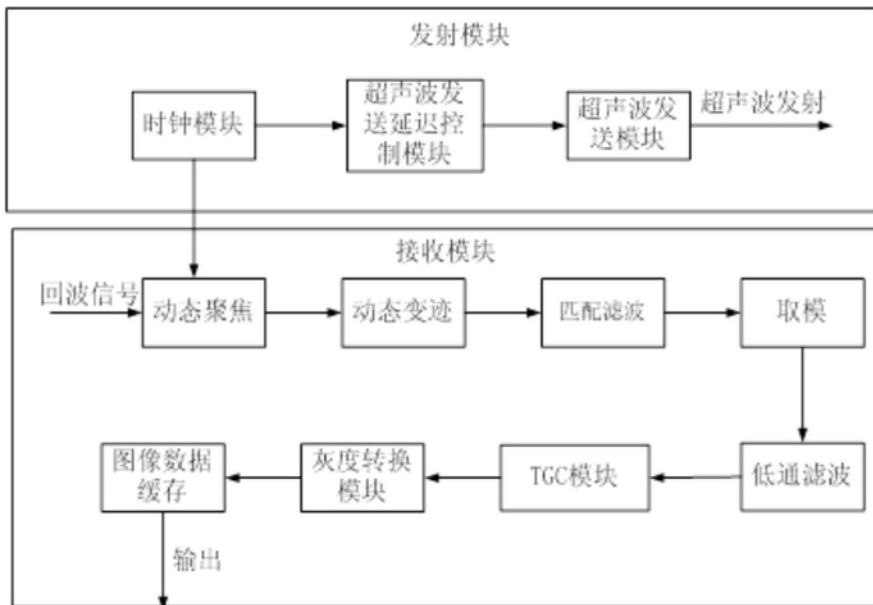 发射模块
时钟模块
超声波发
送延迟控
制模块
超声波发
送模块
超声波发射
接收模块
回波信号
动态聚焦
动态变迹
匹配滤波
取模
图像数据
缓存
灰度转换
模块
TGC模块
低通滤波
输出